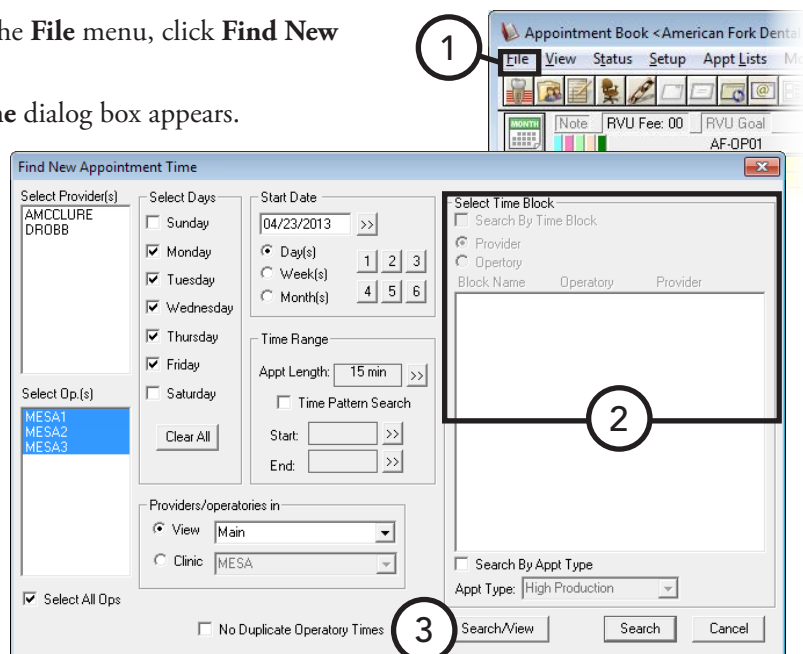 he File menu, click Find New
ne dialog box appears.
1
Appointment Book <American Fork Dental
File View Status Setup Appt Lists
MONTH Note RVU Fee: 00 RVU Goal
AF-OP01
Find New Appointment Time
Select Provider(s)
AMCCLURE
DROBB
Select Op.(s)
MESA1
MESA2
MESA3
Select All Ops
Select Days
Sunday
Monday
Tuesday
Wednesday
Thursday
Friday
Saturday
Clear All
Start Date
04/23/2013 >>
Day(s) 1 2 3
Week(s)
Month(s) 4 5 6
Time Range
Appt Length: 15 min >>
Time Pattern Search
Start: >>
End: >>
Providers/operatories in
View Main
Clinic MESA
No Duplicate Operatory Times
Select Time Block
Search By Time Block
Provider
Opertory
Block Name Operatory Provider
2
Search By Appt Type
Appt Type: High Production
3
Search/View Search Cancel